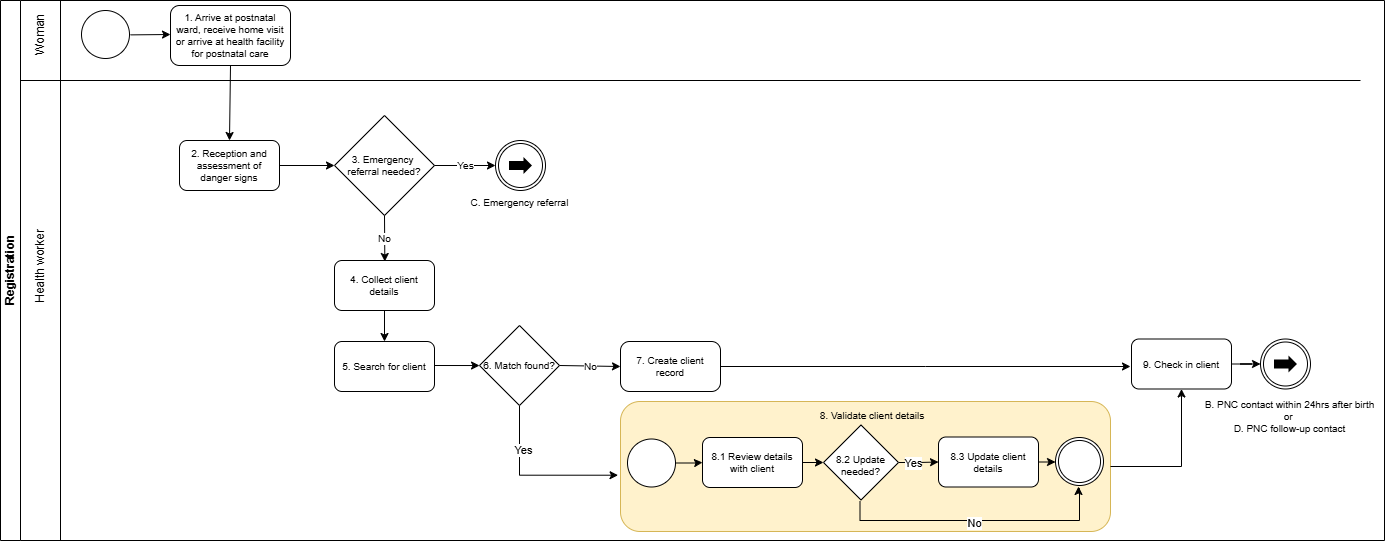 Registration
Woman
Health worker
1. Arrive at postnatal
ward, receive home visit
or arrive at health facility
for postnatal care
2. Reception and
assessment of
danger signs
3. Emergency
referral needed?
Yes
C. Emergency referral
No
4. Collect client
details
5. Search for client
6. Match found?
No
7. Create client
record
9. Check in client
B. PNC contact within 24hrs after birth
or
D. PNC follow-up contact
Yes
8. Validate client details
8.1 Review details
with client
8.2 Update
needed?
Yes
8.3 Update client
details
No